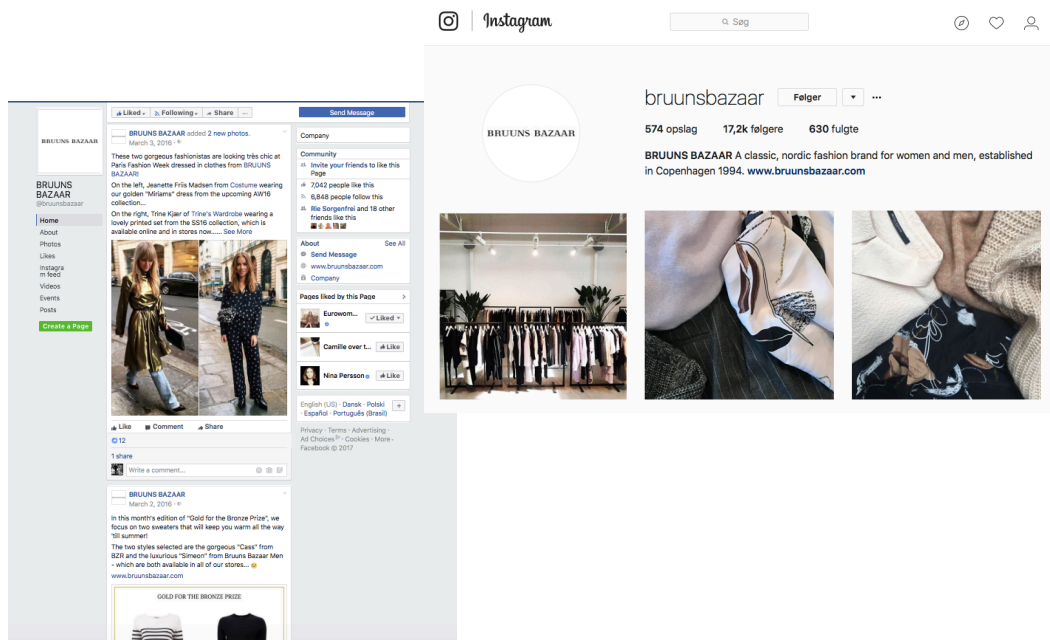 BRUUNS BAZAAR
BRUUNS
BAZAAR
@bruunsbazaar
Home
About
Photos
Likes
Instagra
m feed
Videos
Events
Posts
Create a Page
Liked
Following
Share
...
Send Message
BRUUNS BAZAAR added 2 new photos.
March 3, 2016 ·
These two gorgeous fashionistas are looking très chic at
Paris Fashion Week dressed in clothes from BRUUNS
BAZAAR!
On the left, Jeanette Friis Madsen from Costume wearing
our golden "Miriams" dress from the upcoming AW16
collection...
On the right, Trine Kjær of Trine's Wardrobe wearing a
lovely printed set from the SS16 collection, which is
available online and in stores now...... See More
Like
Comment
Share
12
1 share
Write a comment...
BRUUNS BAZAAR
March 2, 2016 ·
In this month's edition of "Gold for the Bronze Prize", we
focus on two sweaters that will keep you warm all the way
'till summer!
The two styles selected are the gorgeous "Cass" from
BZR and the luxurious "Simeon" from Bruuns Bazaar Men
- which are both available in all of our stores...
www.bruunsbazaar.com
GOLD FOR THE BRONZE PRIZE
Company
Community
Invite your friends to like this
Page
7,042 people like this
6,848 people follow this
Rie Sorgenfrei and 18 other
friends like this
About
See All
Send Message
www.bruunsbazaar.com
Company
Pages liked by this Page
Eurowom...
Liked
Camille over t...
Like
Nina Persson
Like
English (US) · Dansk · Polski
· Español · Português (Brasil)
+
Privacy · Terms · Advertising ·
Ad Choices · Cookies · More ·
Facebook © 2017
Instagram
Søg
BRUUNS BAZAAR
bruunsbazaar
Følger
...
574 opslag
17,2k følgere
630 fulgte
BRUUNS BAZAAR A classic, nordic fashion brand for women and men, established
in Copenhagen 1994. www.bruunsbazaar.com